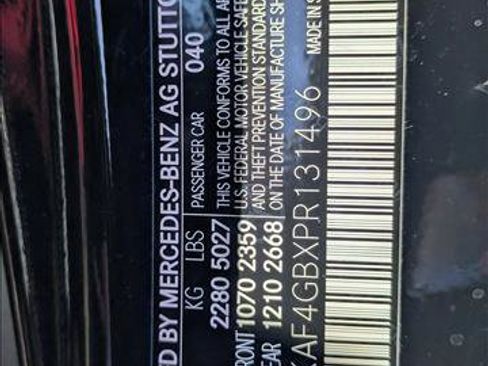 D BY MERCEDES-BENZ AG STUTTG
KG LBS PASSENGER CAR 040
2280 5027 THIS VEHICLE CONFORMS TO ALL
U.S. FEDERAL MOTOR VEHICLE SAFE
RONT 1070 2359 AND THEFT PREVENTION STANDARD
EAR 1210 2668 ON THE DATE OF MANUFACTURE SH
AF4GBXPR131496 MADE IN